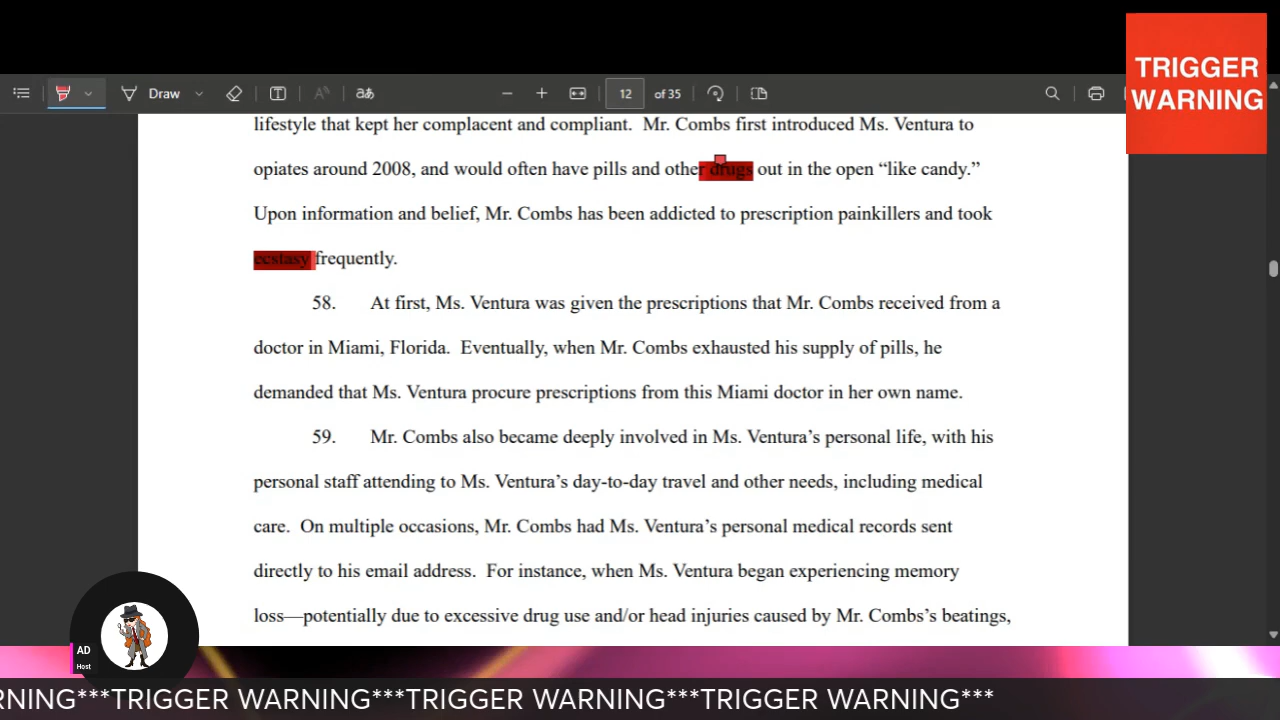 TRIGGER
WARNING
Draw
aあ
12 of 35
lifestyle that kept her complacent and compliant.  Mr. Combs first introduced Ms. Ventura to
opiates around 2008, and would often have pills and other drugs out in the open “like candy.”
Upon information and belief, Mr. Combs has been addicted to prescription painkillers and took
ecstasy frequently.
58. At first, Ms. Ventura was given the prescriptions that Mr. Combs received from a
doctor in Miami, Florida.  Eventually, when Mr. Combs exhausted his supply of pills, he
demanded that Ms. Ventura procure prescriptions from this Miami doctor in her own name.
59. Mr. Combs also became deeply involved in Ms. Ventura’s personal life, with his
personal staff attending to Ms. Ventura’s day-to-day travel and other needs, including medical
care.  On multiple occasions, Mr. Combs had Ms. Ventura’s personal medical records sent
directly to his email address.  For instance, when Ms. Ventura began experiencing memory
loss—potentially due to excessive drug use and/or head injuries caused by Mr. Combs’s beatings,
AD
Host
RNING***TRIGGER WARNING***TRIGGER WARNING***TRIGGER WARNING***